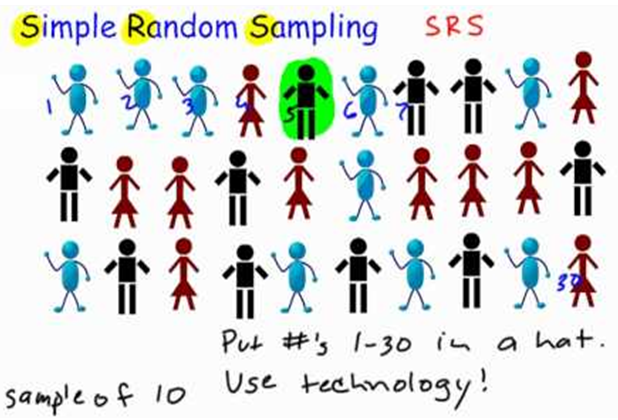 Simple Random Sampling SRS
1 2 3 4 5 6 7
30
Put #'s 1-30 in a hat.
sample of 10 Use technology!